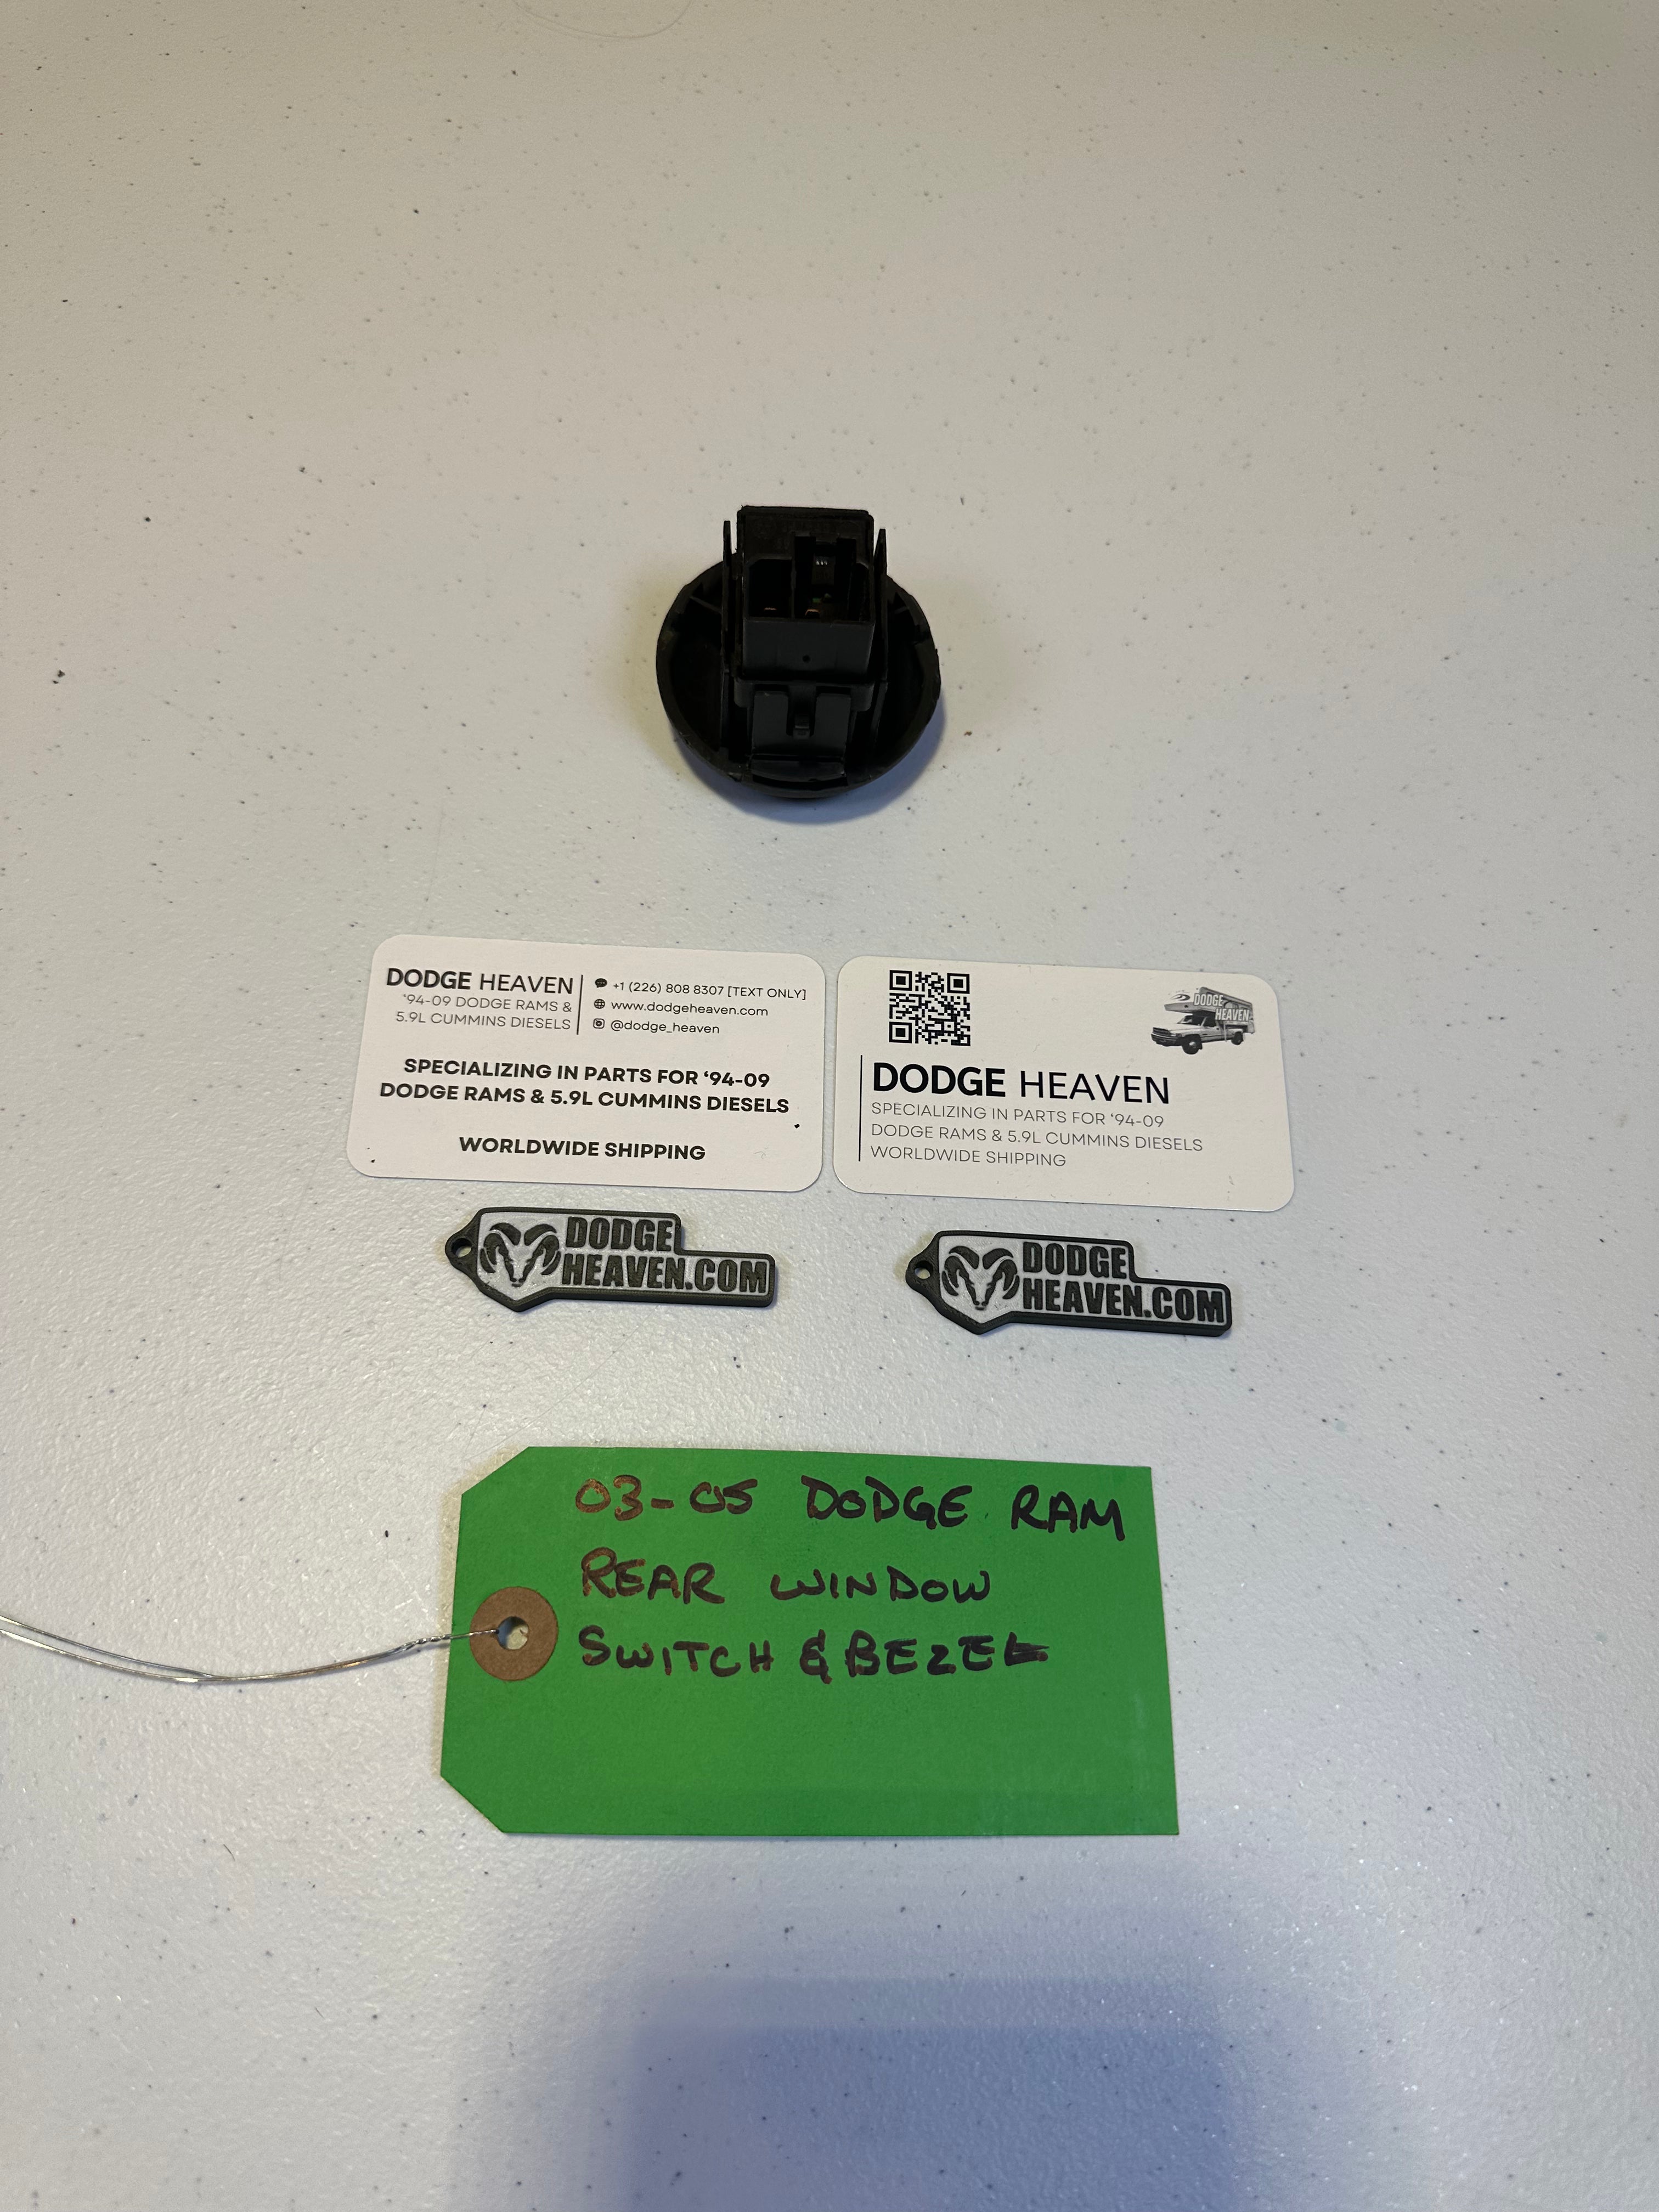 DODGE HEAVEN
'94-09 DODGE RAMS &
5.9L CUMMINS DIESELS
+1 (226) 808 8307 [TEXT ONLY]
www.dodgeheaven.com
@dodge_heaven
SPECIALIZING IN PARTS FOR '94-09
DODGE RAMS & 5.9L CUMMINS DIESELS
WORLDWIDE SHIPPING
DODGE
HEAVEN
DODGE HEAVEN
SPECIALIZING IN PARTS FOR '94-09
DODGE RAMS & 5.9L CUMMINS DIESELS
WORLDWIDE SHIPPING
DODGE
HEAVEN.COM
DODGE
HEAVEN.COM
03-05 DODGE RAM
REAR WINDOW
SWITCH & BEZEL